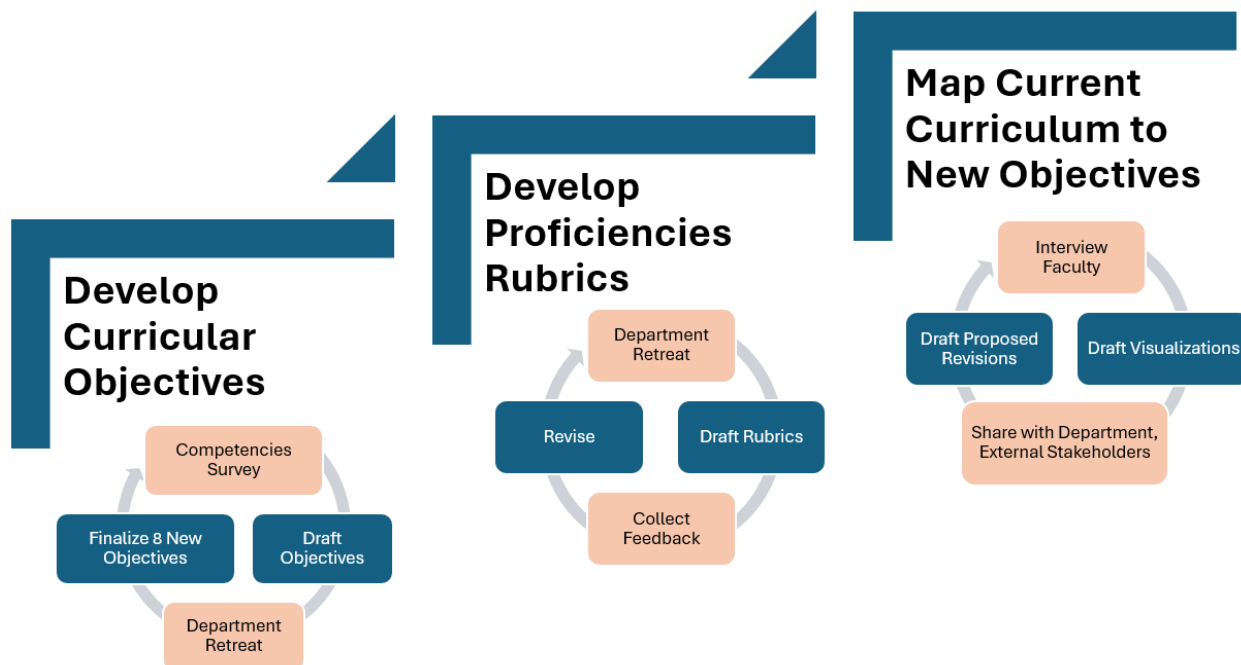 Develop
Curricular
Objectives
Competencies
Survey
Draft
Objectives
Department
Retreat
Finalize 8 New
Objectives
Develop
Proficiencies
Rubrics
Department
Retreat
Draft Rubrics
Collect
Feedback
Revise
Map Current
Curriculum to
New Objectives
Interview
Faculty
Draft Visualizations
Share with Department,
External Stakeholders
Draft Proposed
Revisions